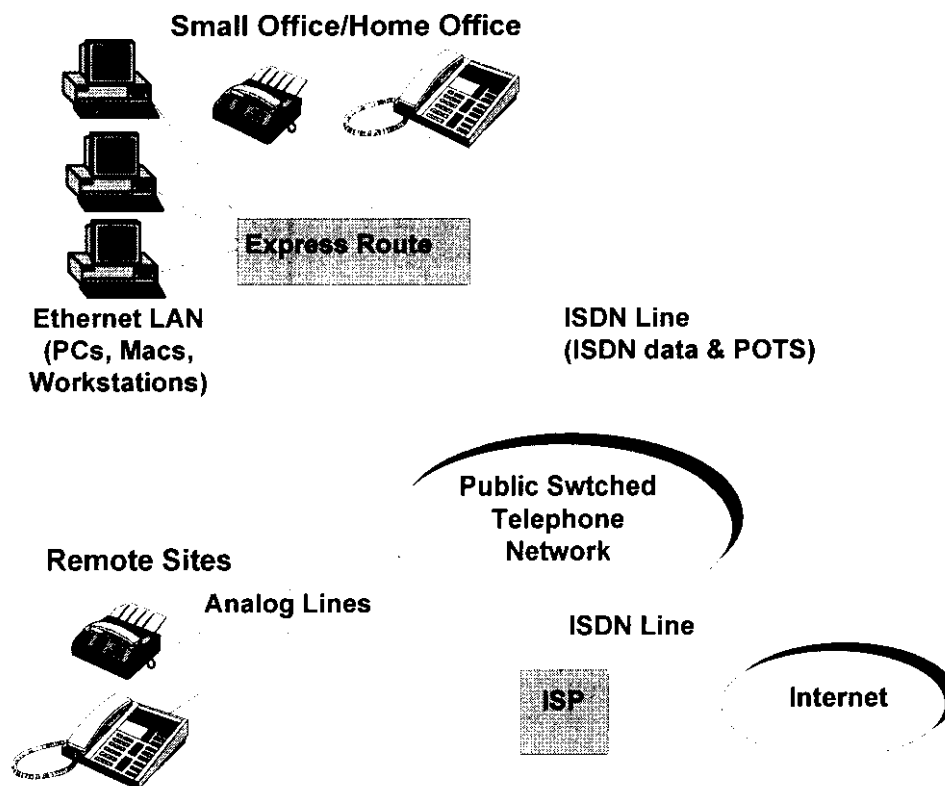 Small Office/Home Office
Express Route
Ethernet LAN
(PCs, Macs,
Workstations)
ISDN Line
(ISDN data & POTS)
Public Swtched
Telephone
Network
Remote Sites
Analog Lines
ISDN Line
ISP
Internet